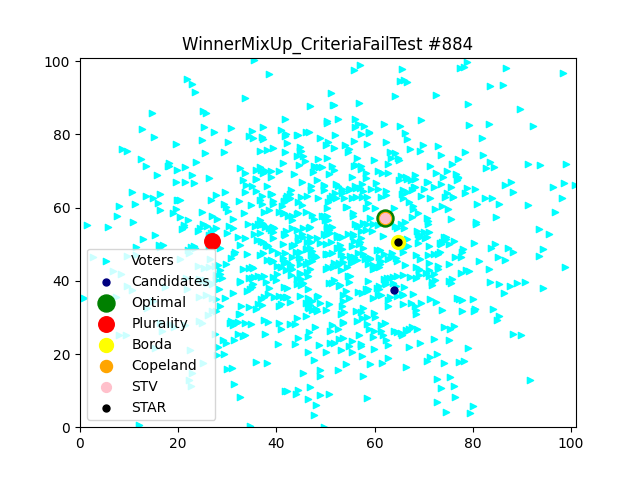 WinnerMixUp_CriteriaFailTest #884
100
80
60
40
20
0
0 20 40 60 80 100
Voters
Candidates
Optimal
Plurality
Borda
Copeland
STV
STAR